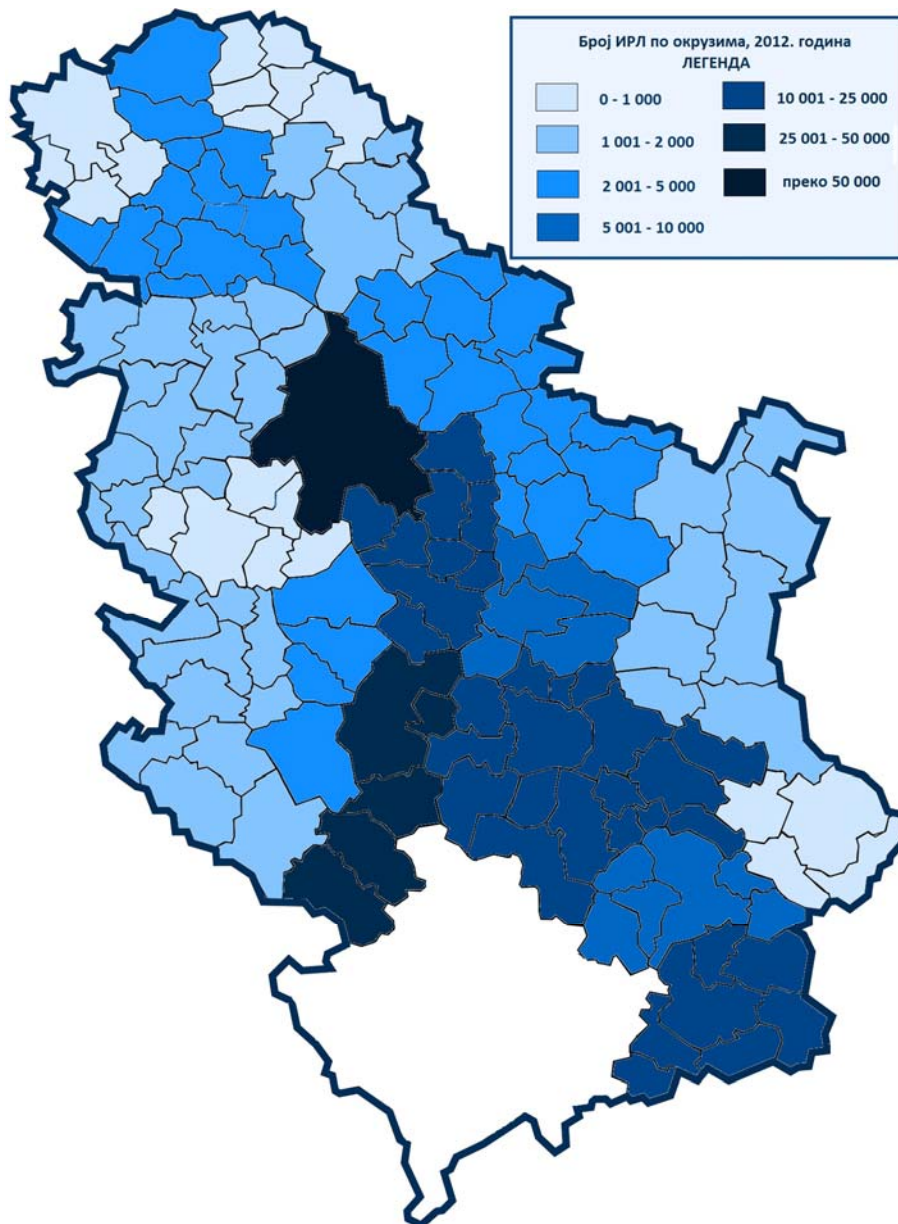 Број ИРЛ по окрузима, 2012. година
ЛЕГЕНДА
0 - 1 000
1 001 - 2 000
2 001 - 5 000
5 001 - 10 000
10 001 - 25 000
25 001 - 50 000
преко 50 000